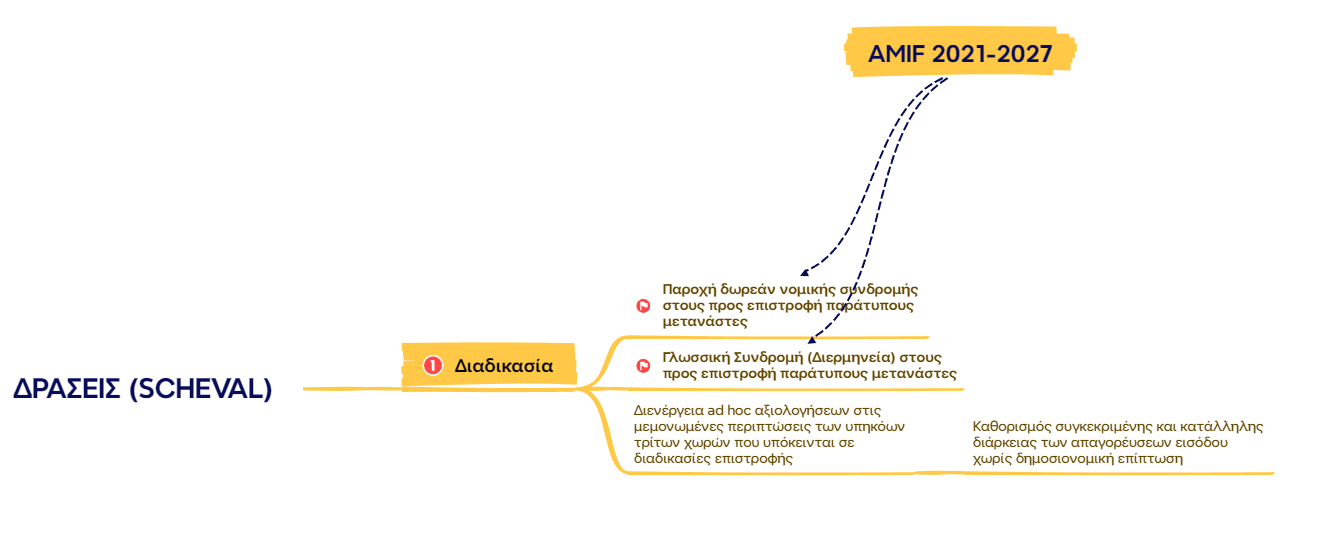 AMIF 2021-2027
Παροχή δωρεάν νομικής συνδρομής
στους προς επιστροφή παράτυπους
μετανάστες
1 Διαδικασία
Γλωσσική Συνδρομή (Διερμηνεία) στους
προς επιστροφή παράτυπους μετανάστες
ΔΡΑΣΕΙΣ (SCHEVAL)
Διενέργεια ad hoc αξιολογήσεων στις
μεμονωμένες περιπτώσεις των υπηκόων
τρίτων χωρών που υπόκεινται σε
διαδικασίες επιστροφής
Καθορισμός συγκεκριμένης και κατάλληλης
διάρκειας των απαγορέυσεων εισόδου
χωρίς δημοσιονομική επίπτωση